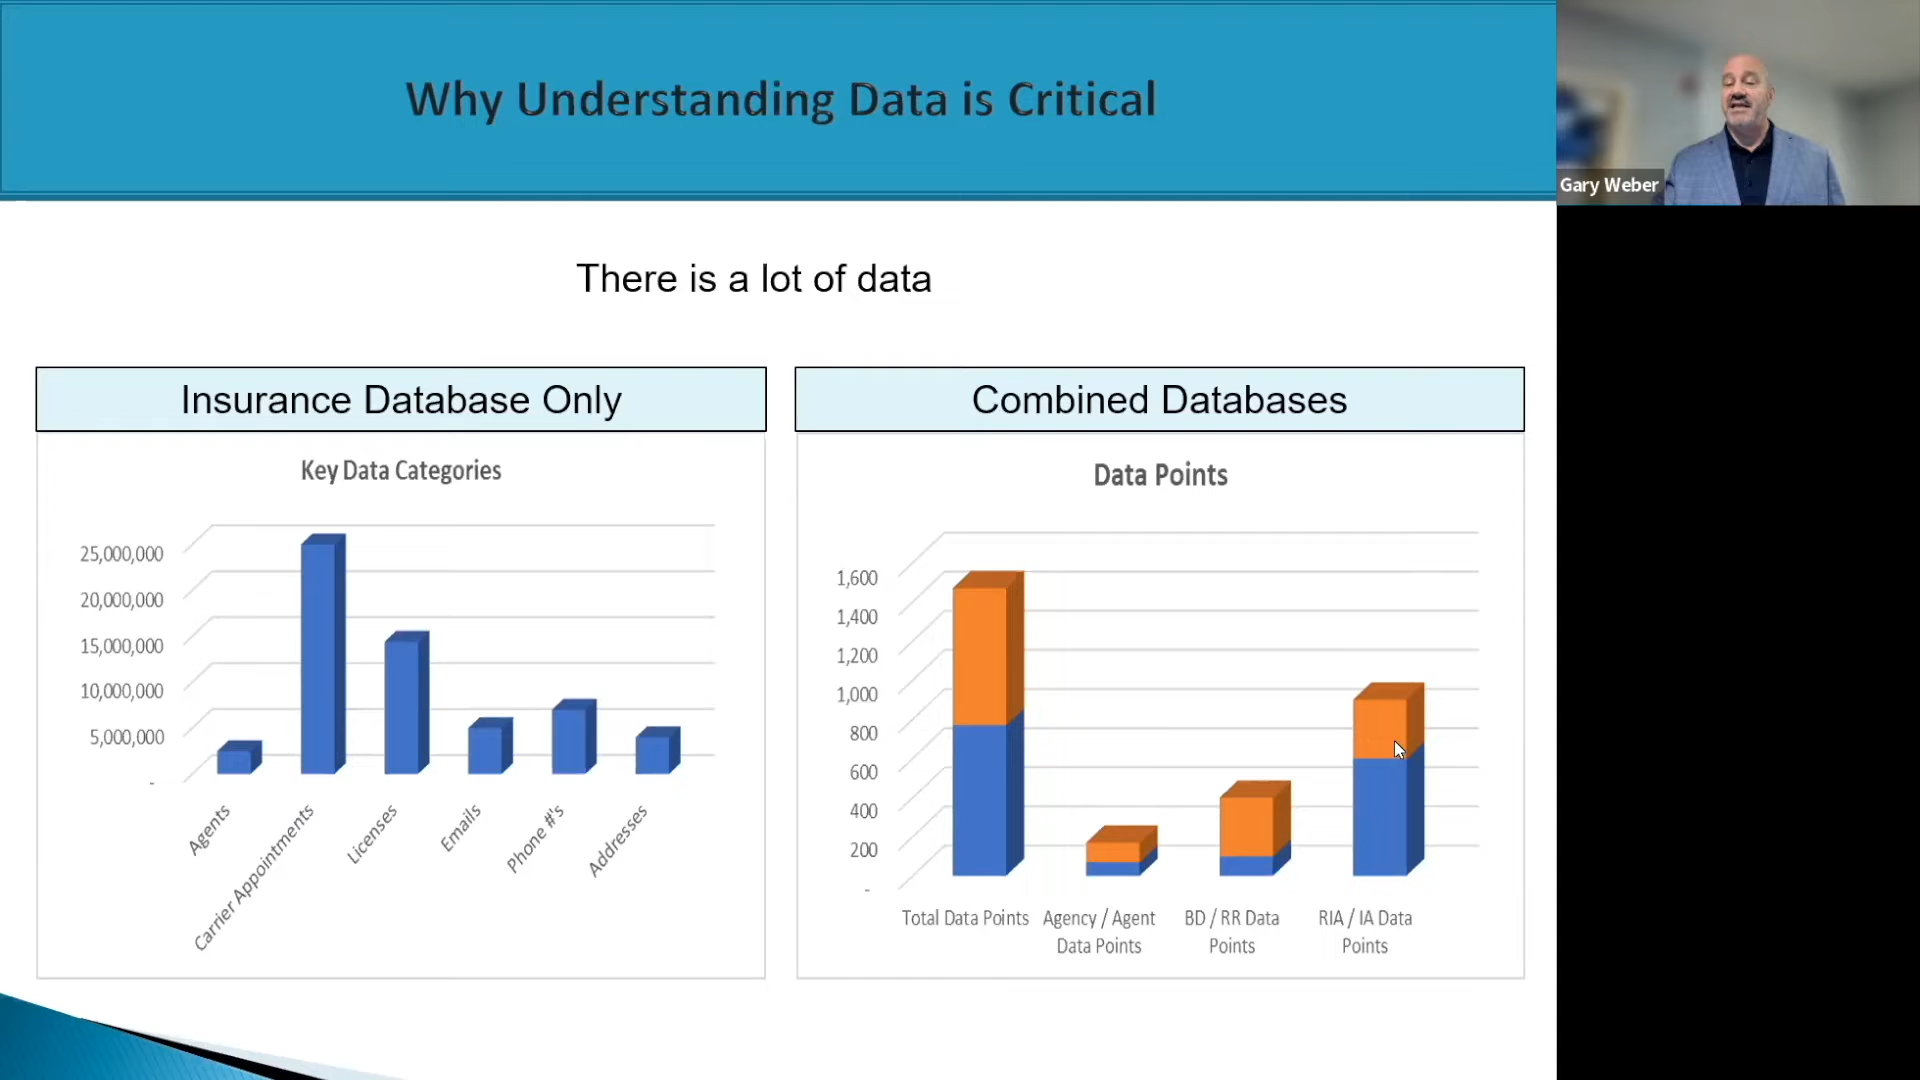 Why Understanding Data is Critical
Gary Weber
There is a lot of data
Insurance Database Only
Key Data Categories
25,000,000
20,000,000
15,000,000
10,000,000
5,000,000
-
Agents
Carrier Appointments
Licenses
Emails
Phone #'s
Addresses
Combined Databases
Data Points
1,600
1,400
1,200
1,000
800
600
400
200
-
Total Data Points
Agency / Agent
Data Points
BD / RR Data
Points
RIA / IA Data
Points